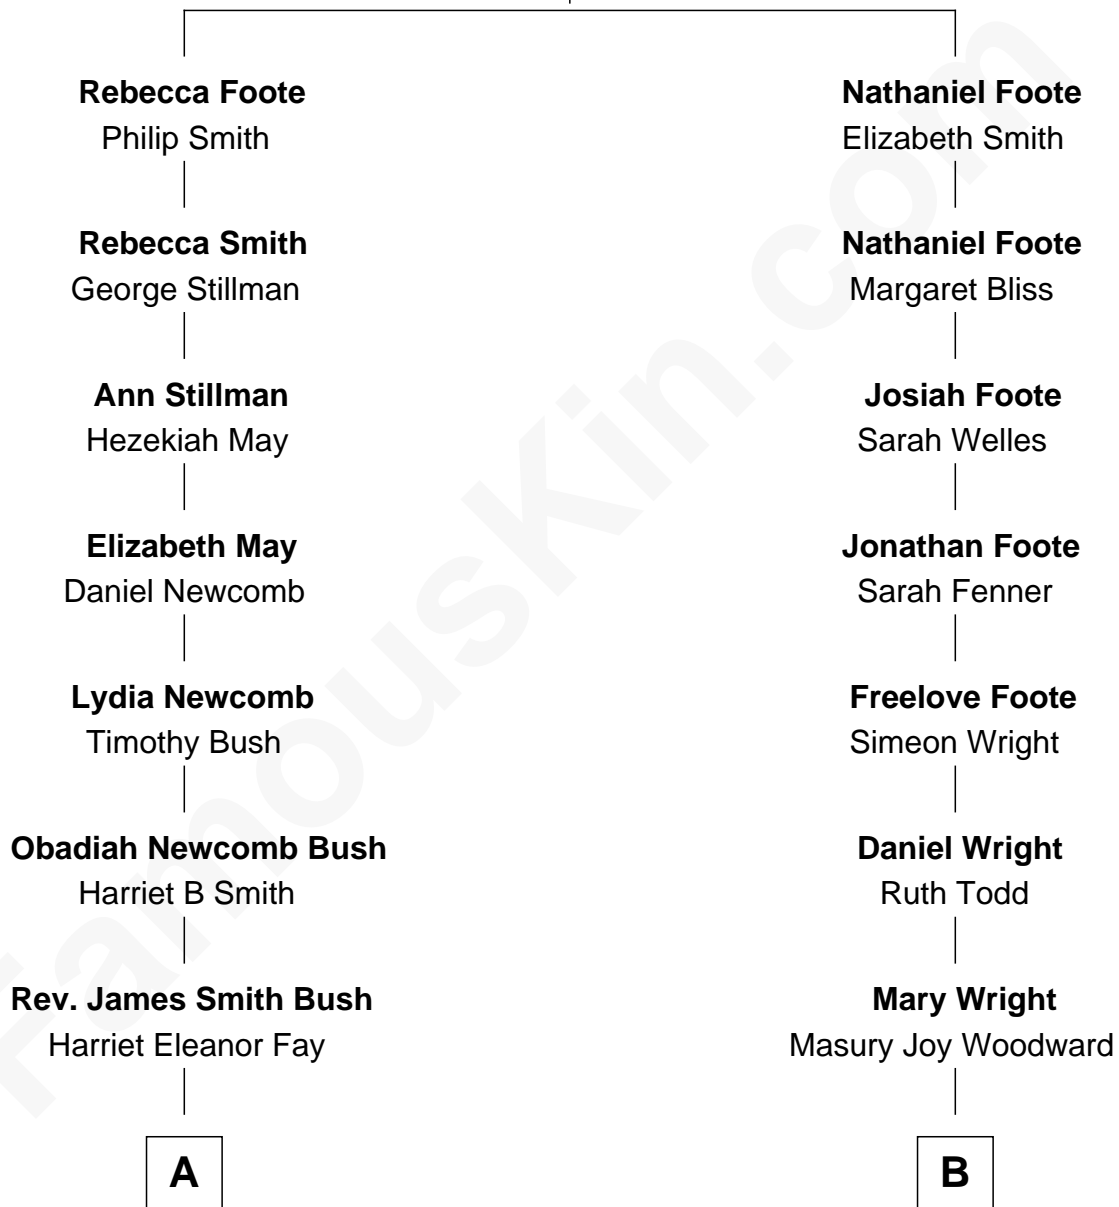 Rebecca Foote
Philip Smith
Rebecca Smith
George Stillman
Ann Stillman
Hezekiah May
Elizabeth May
Daniel Newcomb
Lydia Newcomb
Timothy Bush
Obadiah Newcomb Bush
Harriet B Smith
Rev. James Smith Bush
Harriet Eleanor Fay
A
Nathaniel Foote
Elizabeth Smith
Nathaniel Foote
Margaret Bliss
Josiah Foote
Sarah Welles
Jonathan Foote
Sarah Fenner
Freelove Foote
Simeon Wright
Daniel Wright
Ruth Todd
Mary Wright
Masury Joy Woodward
B
FamousKin.com